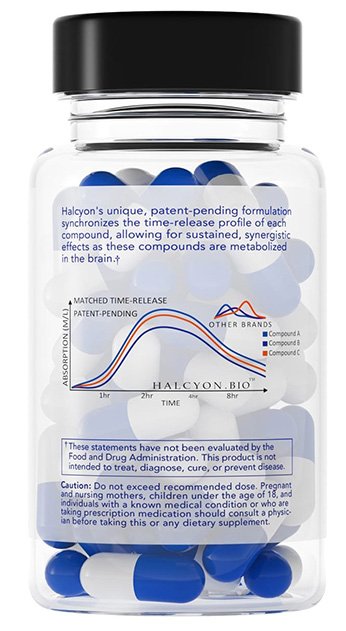 Halcyon's unique, patent-pending formulation
synchronizes the time-release profile of each
compound, allowing for sustained, synergistic
effects as these compounds are metabolized
in the brain.†
MATCHED TIME-RELEASE
PATENT-PENDING
OTHER BRANDS
Compound A
Compound B
Compound C
ABSORPTION (M/L)
HALCYON.BIO™
1hr 2hr 4hr 8hr
TIME
†These statements have not been evaluated by the
Food and Drug Administration. This product is not
intended to treat, diagnose, cure, or prevent disease.
Caution: Do not exceed recommended dose. Pregnant
and nursing mothers, children under the age of 18, and
individuals with a known medical condition or who are
taking prescription medication should consult a physic-
ian before taking this or any dietary supplement.